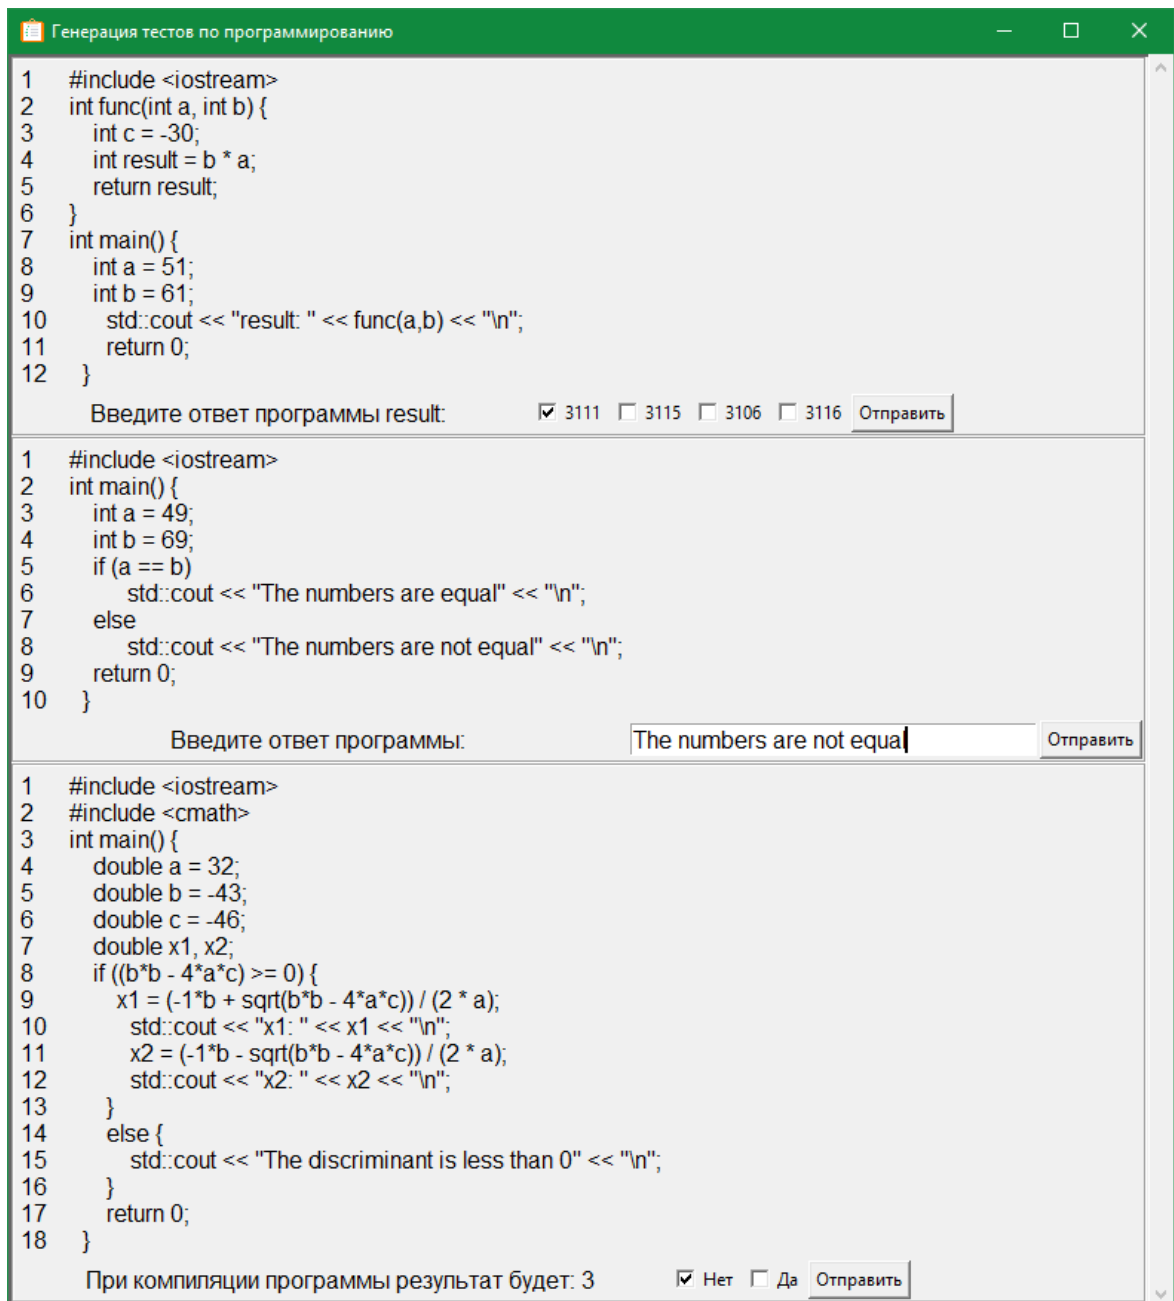 Генерация тестов по программированию
1 #include <iostream>
2 int func(int a, int b) {
3 int c = -30;
4 int result = b * a;
5 return result;
6 }
7 int main() {
8 int a = 51;
9 int b = 61;
10 std::cout << "result: " << func(a,b) << "\n";
11 return 0;
12 }
Введите ответ программы result: 3111 3115 3106 3116 Отправить
1 #include <iostream>
2 int main() {
3 int a = 49;
4 int b = 69;
5 if (a == b)
6 std::cout << "The numbers are equal" << "\n";
7 else
8 std::cout << "The numbers are not equal" << "\n";
9 return 0;
10 }
Введите ответ программы: The numbers are not equal Отправить
1 #include <iostream>
2 #include <cmath>
3 int main() {
4 double a = 32;
5 double b = -43;
6 double c = -46;
7 double x1, x2;
8 if ((b*b - 4*a*c) >= 0) {
9 x1 = (-1*b + sqrt(b*b - 4*a*c)) / (2 * a);
10 std::cout << "x1: " << x1 << "\n";
11 x2 = (-1*b - sqrt(b*b - 4*a*c)) / (2 * a);
12 std::cout << "x2: " << x2 << "\n";
13 }
14 else {
15 std::cout << "The discriminant is less than 0" << "\n";
16 }
17 return 0;
18 }
При компиляции программы результат будет: 3 Нет Да Отправить